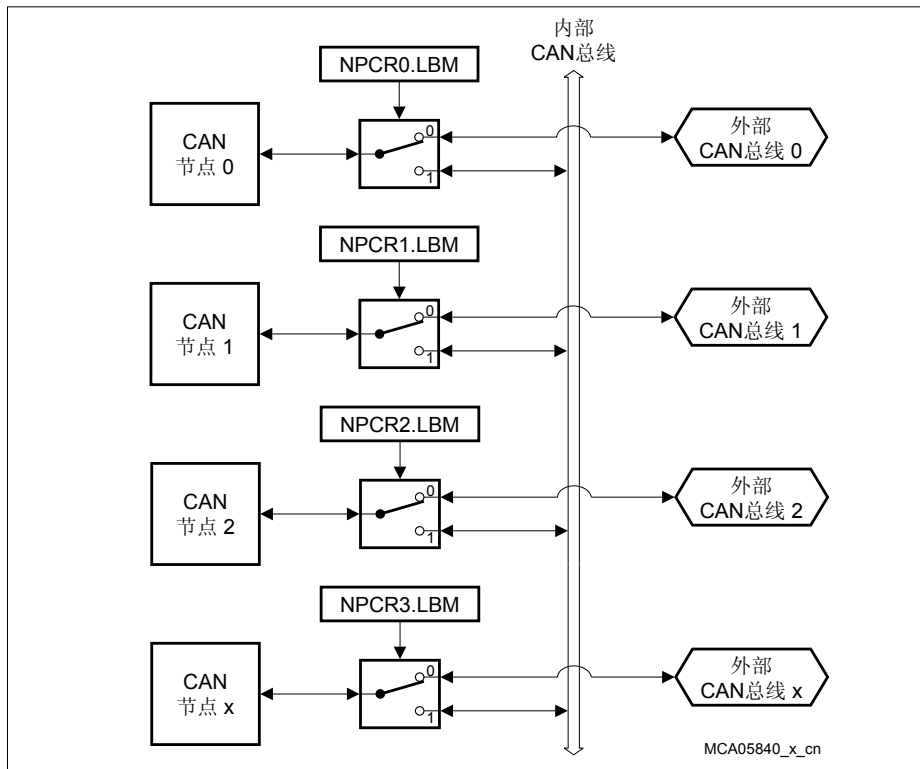 内部
CAN总线
NPCR0.LBM
CAN
节点 0
0
1
外部
CAN总线 0
NPCR1.LBM
CAN
节点 1
0
1
外部
CAN总线 1
NPCR2.LBM
CAN
节点 2
0
1
外部
CAN总线 2
NPCR3.LBM
CAN
节点 x
0
1
外部
CAN总线 x
MCA05840_x_cn